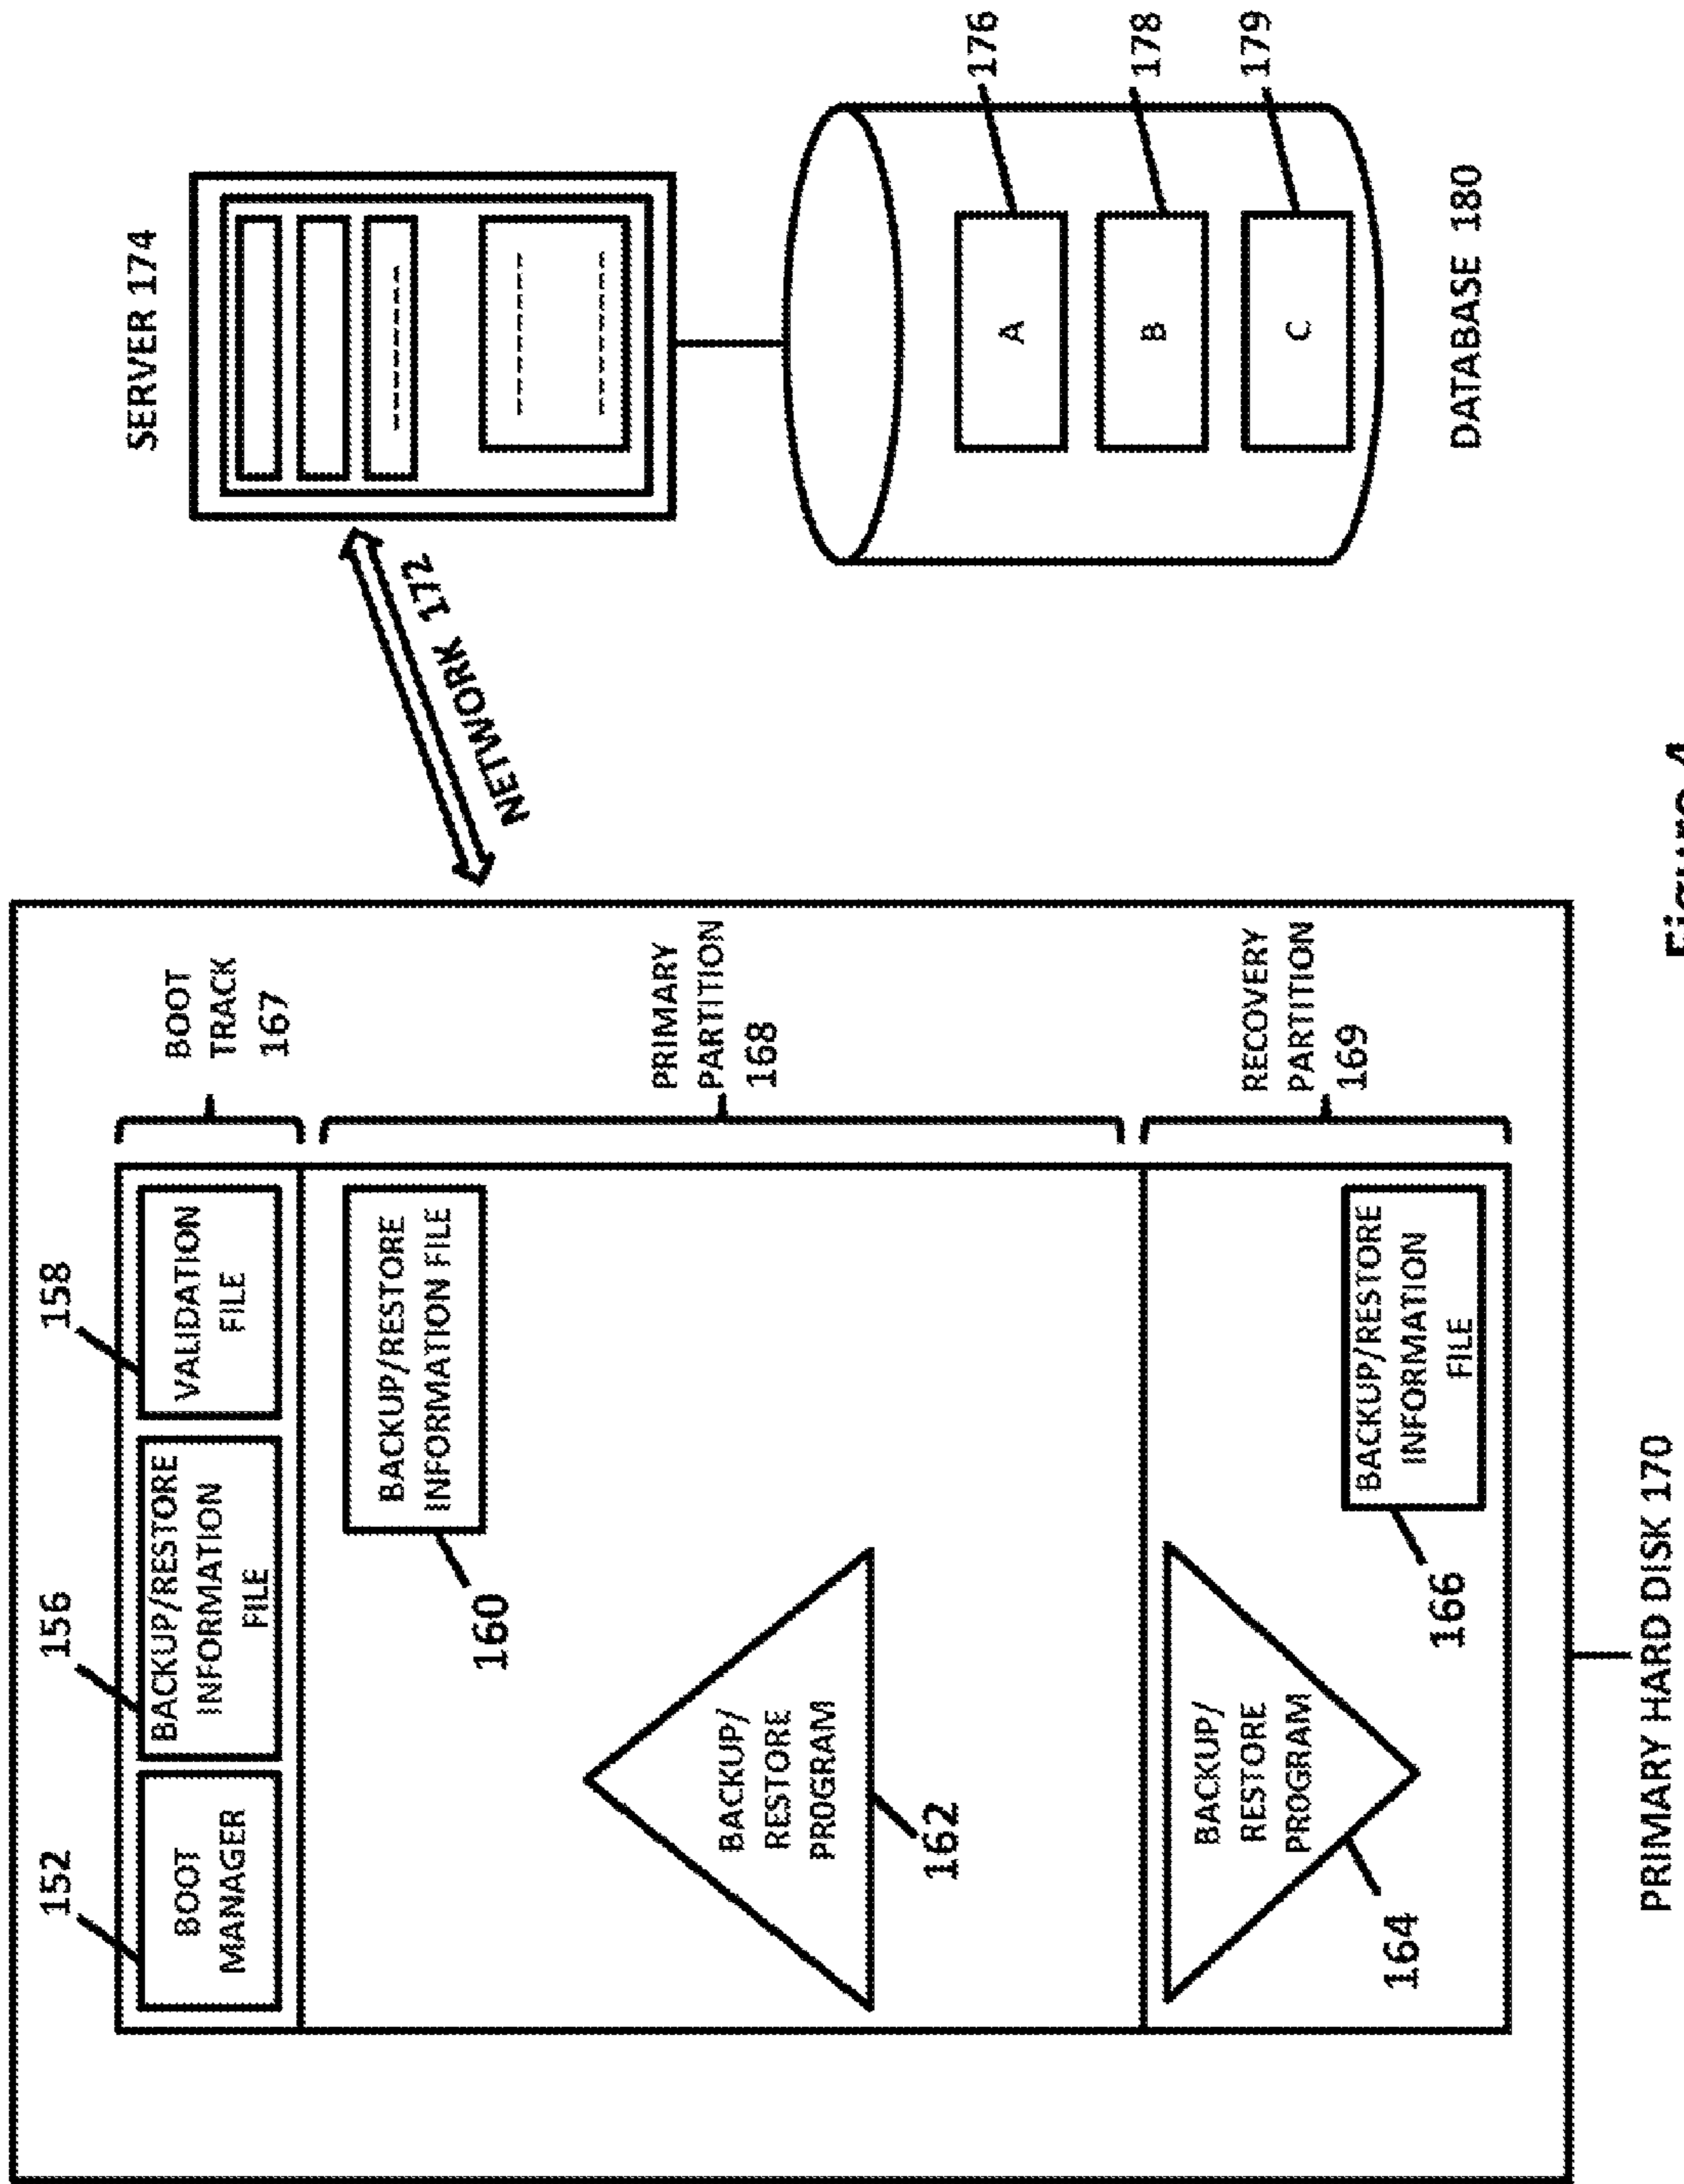 152
156
158
BOOT
MANAGER
BACKUP/RESTORE
INFORMATION
FILE
VALIDATION
FILE
BOOT
TRACK
167
BACKUP/RESTORE
INFORMATION FILE
160
BACKUP/
RESTORE
PROGRAM
162
PRIMARY
PARTITION
168
BACKUP/
RESTORE
PROGRAM
164
BACKUP/RESTORE
INFORMATION
FILE
166
RECOVERY
PARTITION
169
PRIMARY HARD DISK 170
NETWORK 172
SERVER 174
A
176
B
178
C
179
DATABASE 180
Figure 4